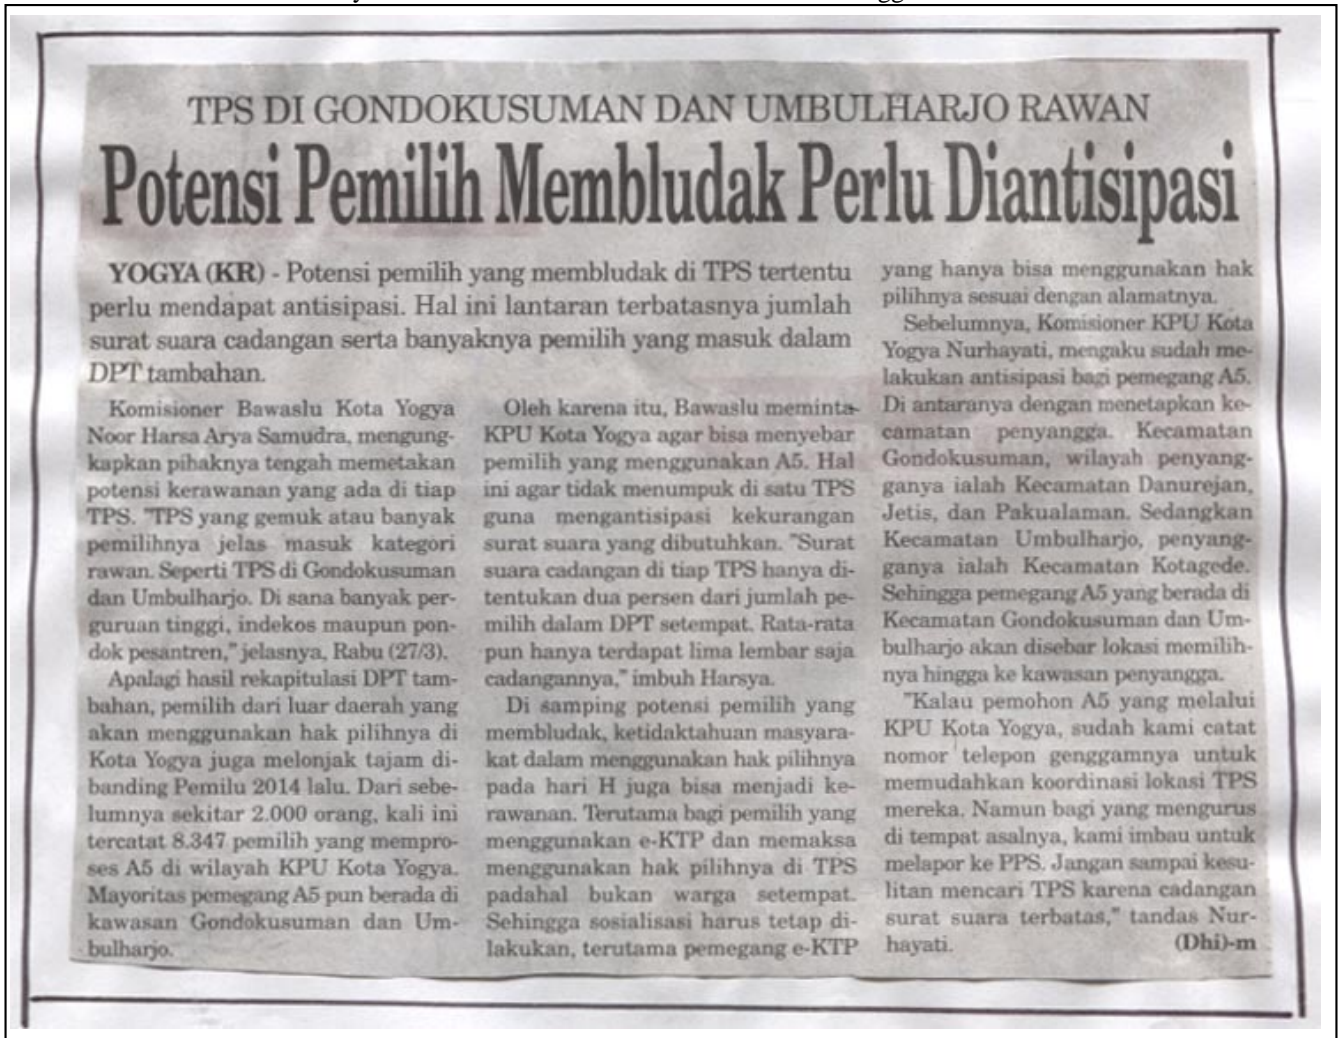 TPS DI GONDOKUSUMAN DAN UMBULHARJO RAWAN
Potensi Pemilih Membludak Perlu Diantisipasi
YOGYA (KR) - Potensi pemilih yang membludak di TPS tertentu
perlu mendapat antisipasi. Hal ini lantaran terbatasnya jumlah
surat suara cadangan serta banyaknya pemilih yang masuk dalam
DPT tambahan.
Komisioner Bawaslu Kota Yogya
Noor Harsa Arya Samudra, mengung-
kapkan pihaknya tengah memetakan
potensi kerawanan yang ada di tiap
TPS. "TPS yang gemuk atau banyak
pemilihnya jelas masuk kategori
rawan. Seperti TPS di Gondokusuman
dan Umbulharjo. Di sana banyak per-
guruan tinggi, indekos maupun pon-
dok pesantren," jelasnya, Rabu (27/3).
Apalagi hasil rekapitulasi DPT tam-
bahan, pemilih dari luar daerah yang
akan menggunakan hak pilihnya di
Kota Yogya juga melonjak tajam di-
banding Pemilu 2014 lalu. Dari sebe-
lumnya sekitar 2.000 orang, kali ini
tercatat 8.347 pemilih yang mempro-
ses A5 di wilayah KPU Kota Yogya.
Mayoritas pemegang A5 pun berada di
kawasan Gondokusuman dan Um-
bulharjo.
Oleh karena itu, Bawaslu meminta
KPU Kota Yogya agar bisa menyebar
pemilih yang menggunakan A5. Hal
ini agar tidak menumpuk di satu TPS
guna mengantisipasi kekurangan
surat suara yang dibutuhkan. "Surat
suara cadangan di tiap TPS hanya di-
tentukan dua persen dari jumlah pe-
milih dalam DPT setempat. Rata-rata
pun hanya terdapat lima lembar saja
cadangannya," imbuh Harsya.
Di samping potensi pemilih yang
membludak, ketidaktahuan masyara-
kat dalam menggunakan hak pilihnya
pada hari H juga bisa menjadi ke-
rawanan. Terutama bagi pemilih yang
menggunakan e-KTP dan memaksa
menggunakan hak pilihnya di TPS
padahal bukan warga setempat.
Sehingga sosialisasi harus tetap di-
lakukan, terutama pemegang e-KTP
yang hanya bisa menggunakan hak
pilihnya sesuai dengan alamatnya.
Sebelumnya, Komisioner KPU Kota
Yogya Nurhayati, mengaku sudah me-
lakukan antisipasi bagi pemegang A5.
Di antaranya dengan menetapkan ke-
camatan penyangga. Kecamatan
Gondokusuman, wilayah penyang-
ganya ialah Kecamatan Danurejan,
Jetis, dan Pakualaman. Sedangkan
Kecamatan Umbulharjo, penyang-
ganya ialah Kecamatan Kotagede.
Sehingga pemegang A5 yang berada di
Kecamatan Gondokusuman dan Um-
bulharjo akan disebar lokasi memilih-
nya hingga ke kawasan penyangga.
"Kalau pemohon A5 yang melalui
KPU Kota Yogya, sudah kami catat
nomor telepon genggamnya untuk
memudahkan koordinasi lokasi TPS
mereka. Namun bagi yang mengurus
di tempat asalnya, kami imbau untuk
melapor ke PPS. Jangan sampai kesu-
litan mencari TPS karena cadangan
surat suara terbatas," tandas Nur-
hayati. (Dhi)-m